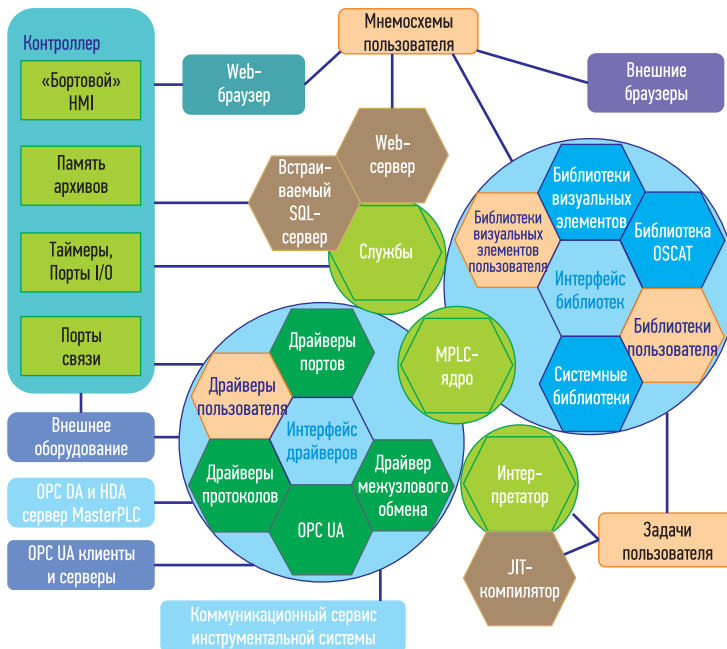 Контроллер
«Бортовой»
HMI
Память
архивов
Таймеры,
Порты I/O
Порты
связи
Внешнее
оборудование
OPC DA и HDA
сервер MasterPLC
OPC UA клиенты
и серверы
Web-
браузер
Мнемосхемы
пользователя
Внешние
браузеры
Web-
сервер
Встраи-
ваемый
SQL-
сервер
Службы
Библиотеки
визуальных
элементов
Библиотеки
визуальных
элементов
пользователя
Библиотека
OSCAT
Интерфейс
библиотек
Библиотеки
пользователя
Системные
библиотеки
MPLC-
ядро
Драйверы
портов
Драйверы
пользователя
Интерфейс
драйверов
Драйверы
протоколов
Драйвер
межузлового
обмена
OPC UA
Интер-
претатор
JIT-
компилятор
Задачи
пользователя
Коммуникационный сервис
инструментальной системы